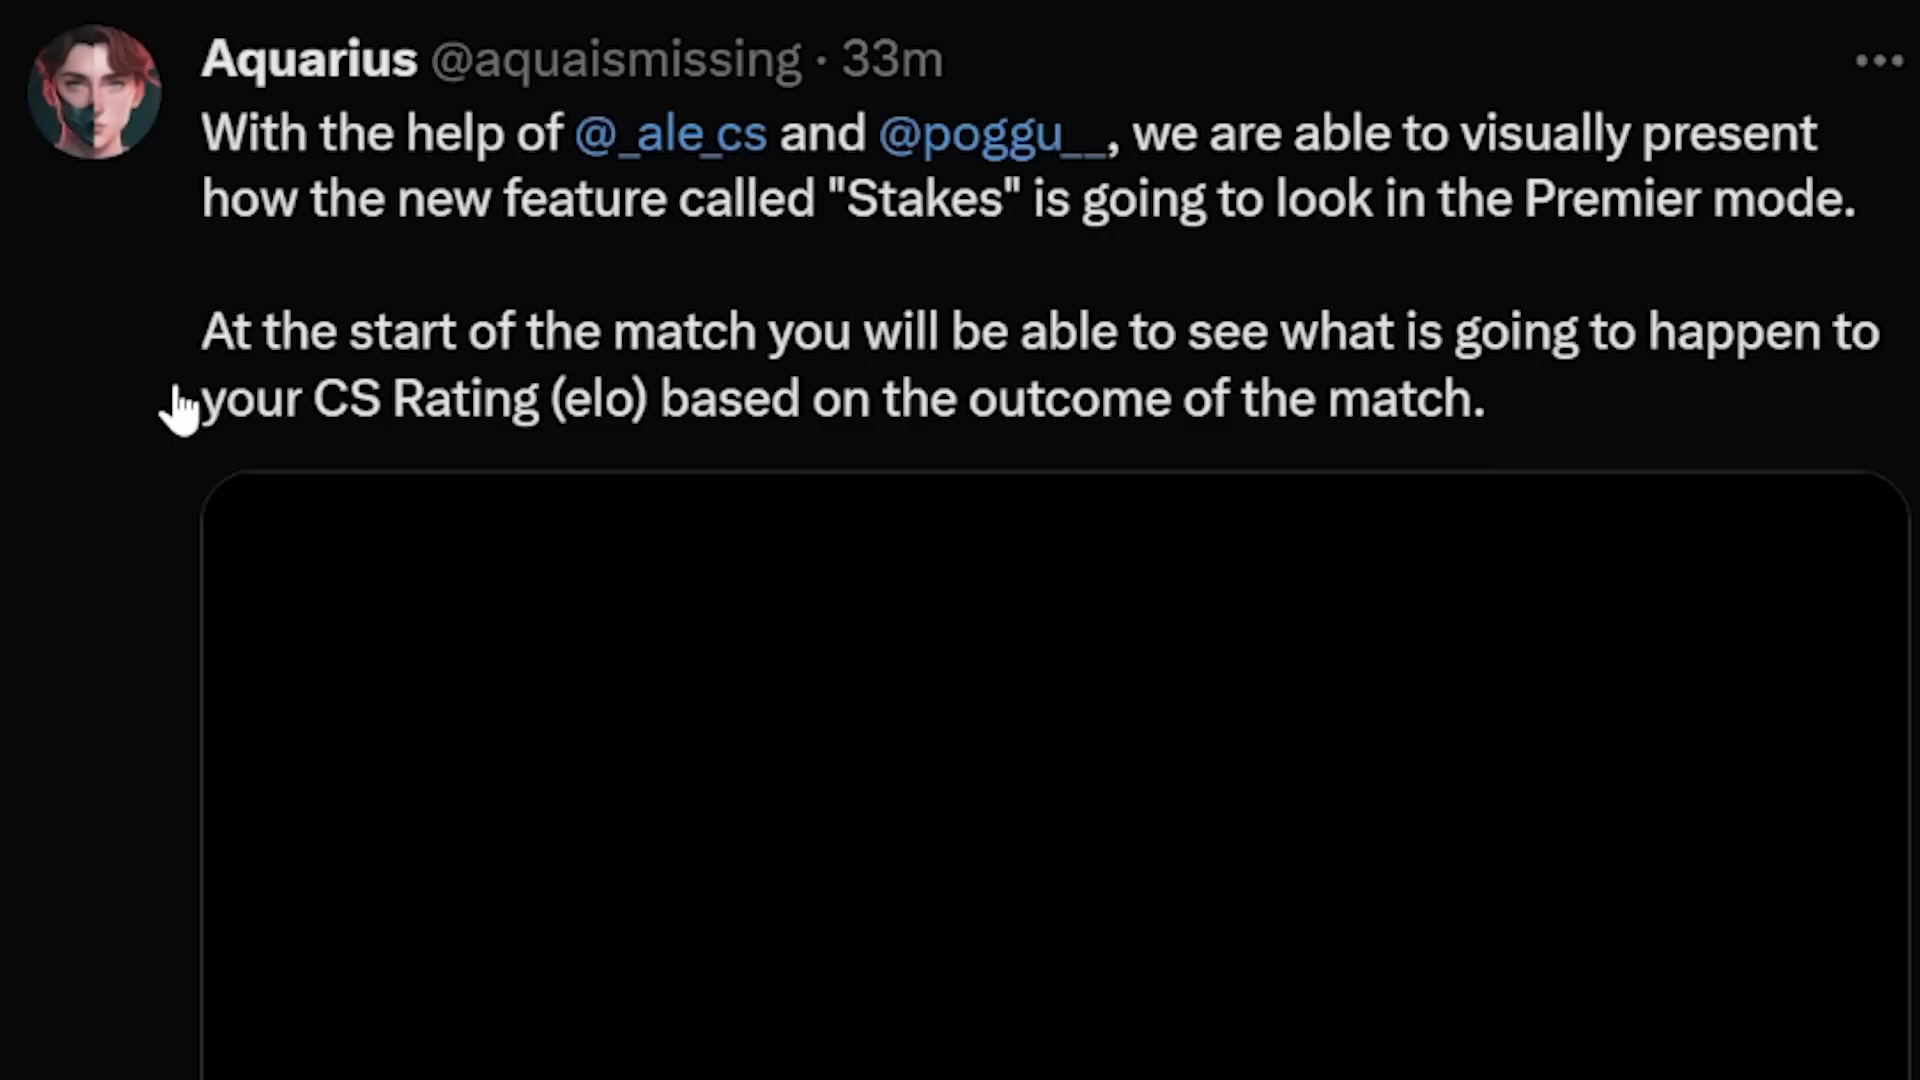 Aquarius @aquaismissing · 33m
With the help of @_ale_cs and @poggu__, we are able to visually present
how the new feature called "Stakes" is going to look in the Premier mode.
At the start of the match you will be able to see what is going to happen to
your CS Rating (elo) based on the outcome of the match.